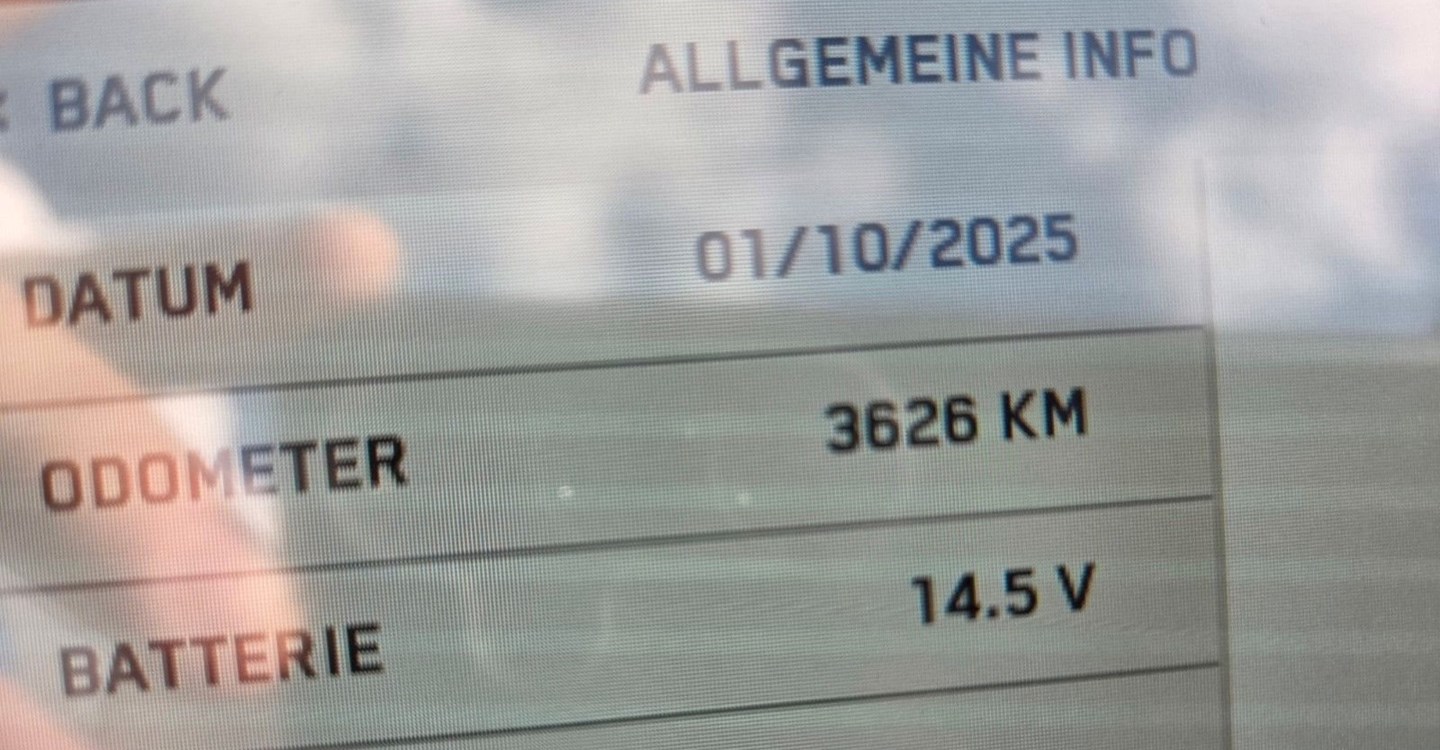 < BACK
ALLGEMEINE INFO
DATUM 01/10/2025
ODOMETER 3626 KM
BATTERIE 14.5 V